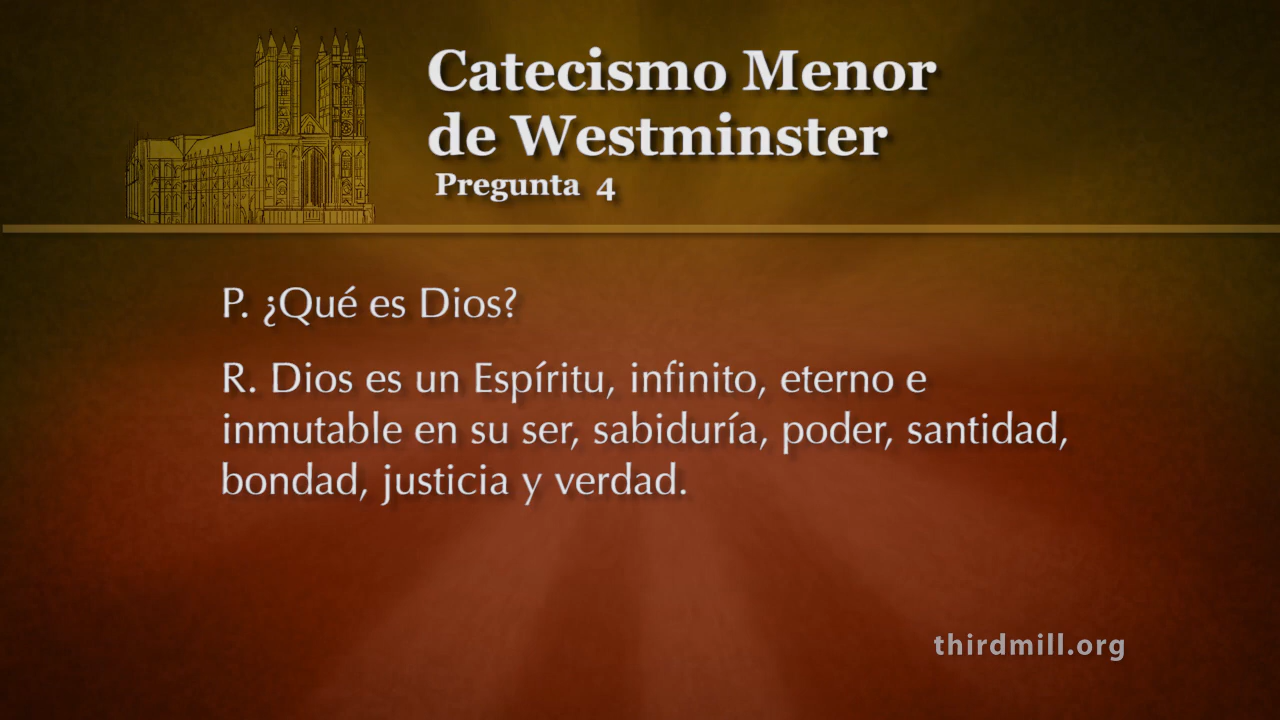 Catecismo Menor
de Westminster
Pregunta 4
P. ¿Qué es Dios?
R. Dios es un Espíritu, infinito, eterno e
inmutable en su ser, sabiduría, poder, santidad,
bondad, justicia y verdad.
thirdmill.org